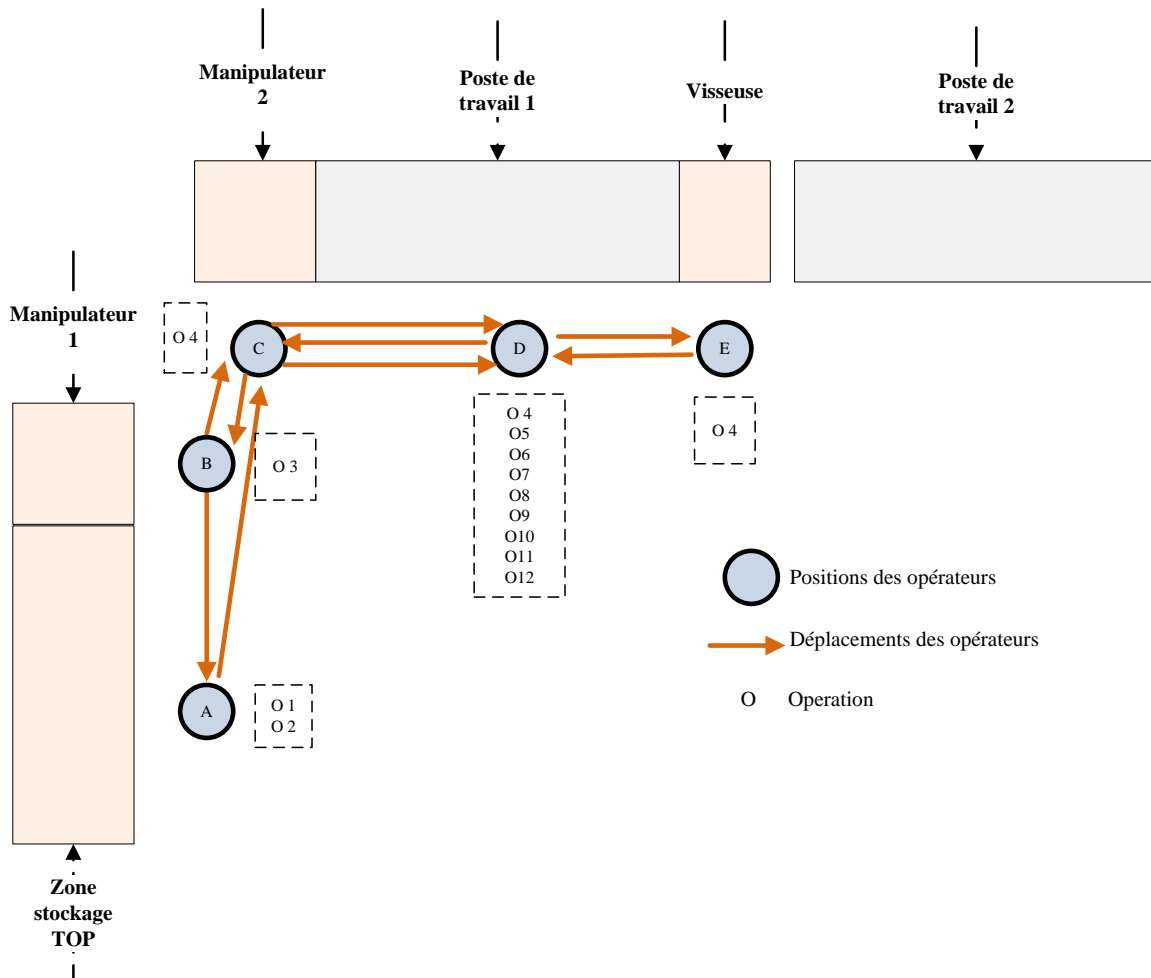 Manipulateur
2
Poste de
travail 1
Visseuse
Poste de
travail 2
Manipulateur
1
O 4
C
D
E
B
O 3
O 4
O5
O6
O7
O8
O9
O10
O11
O12
O 4
A
O 1
O 2
Positions des opérateurs
Déplacements des opérateurs
O Operation
Zone
stockage
TOP